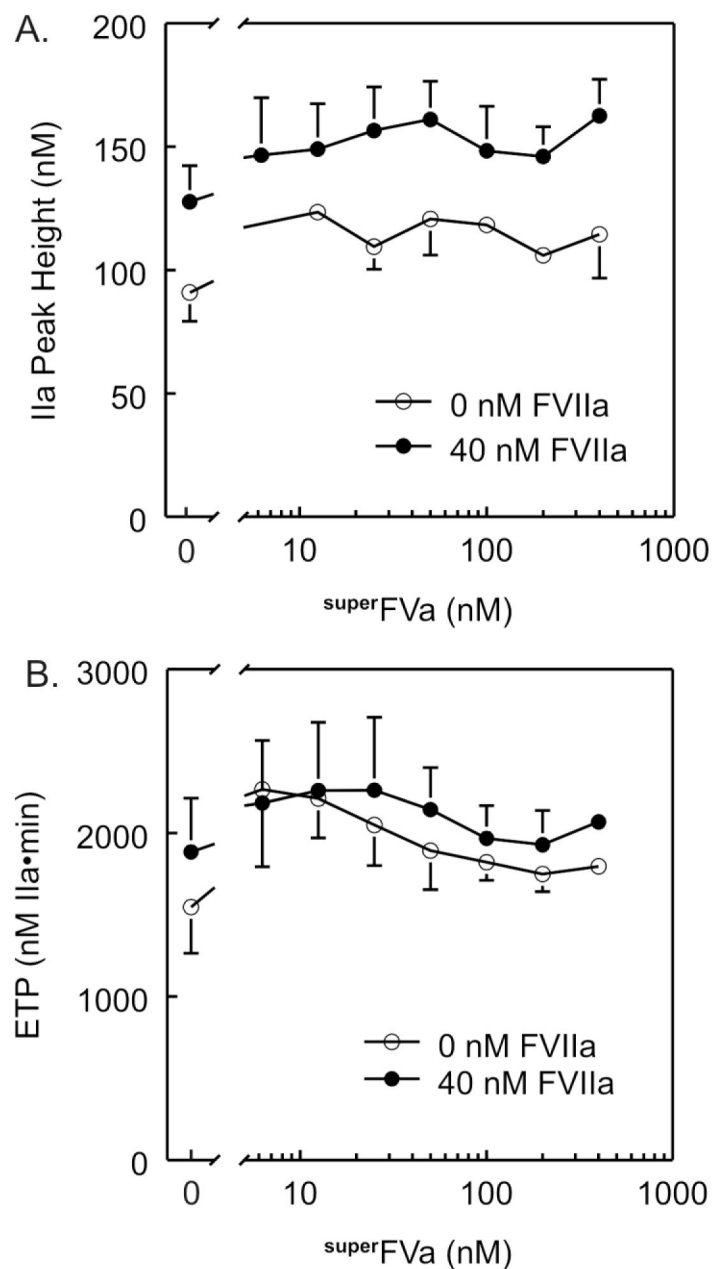 A.
200
150
100
50
0
IIa Peak Height (nM)
0 nM FVIIa
40 nM FVIIa
0 10 100 1000
superFVa (nM)
B.
3000
2000
1000
0
ETP (nM IIa•min)
0 nM FVIIa
40 nM FVIIa
0 10 100 1000
superFVa (nM)